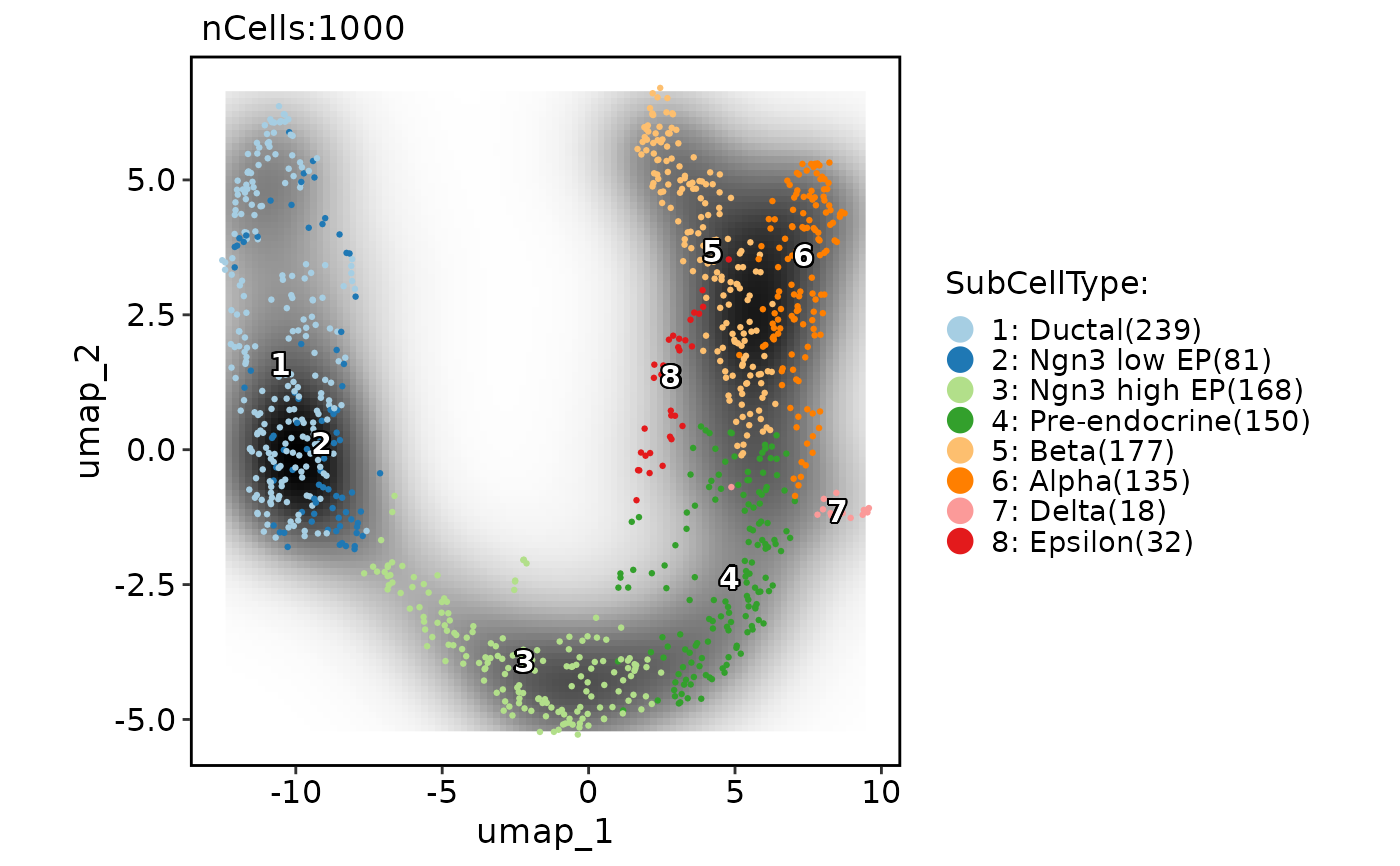 nCells:1000
5.0
2.5
0.0
-2.5
-5.0
umap_2
5
6
1
8
2
7
4
3
-10
-5
0
5
10
umap_1
SubCellType:
1: Ductal(239)
2: Ngn3 low EP(81)
3: Ngn3 high EP(168)
4: Pre-endocrine(150)
5: Beta(177)
6: Alpha(135)
7: Delta(18)
8: Epsilon(32)